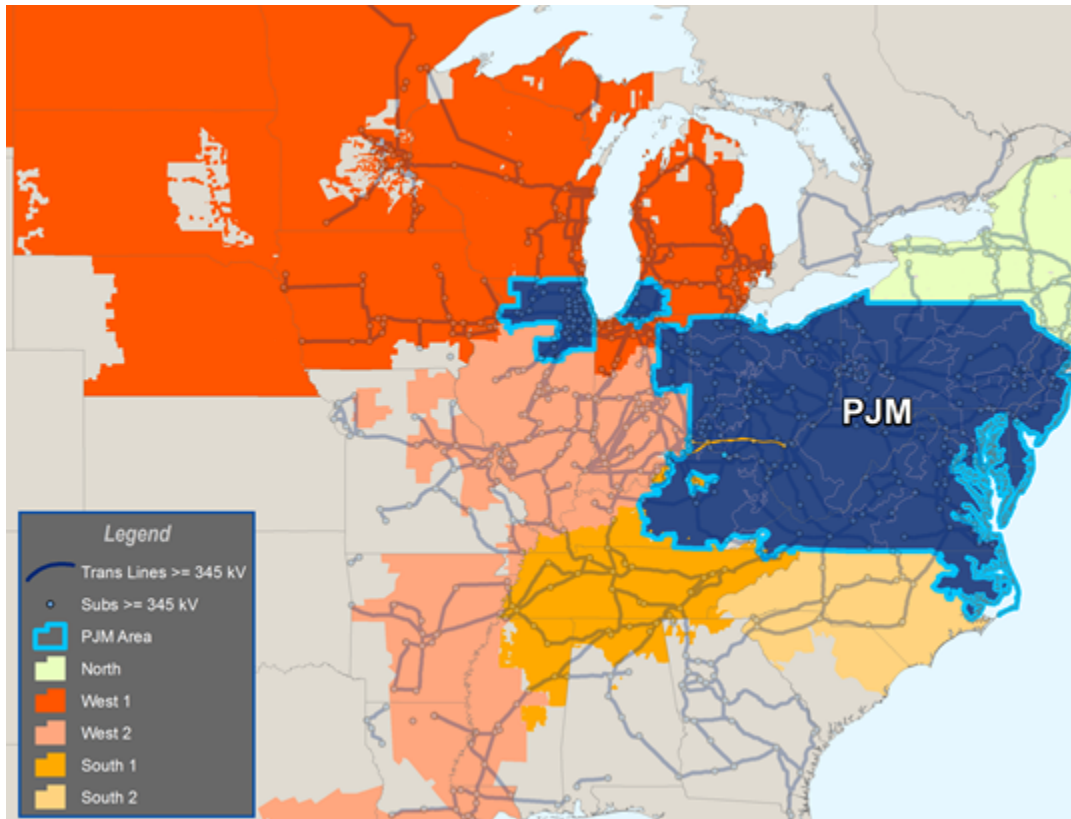 PJM
Legend
Trans Lines >= 345 kV
Subs >= 345 kV
PJM Area
North
West 1
West 2
South 1
South 2